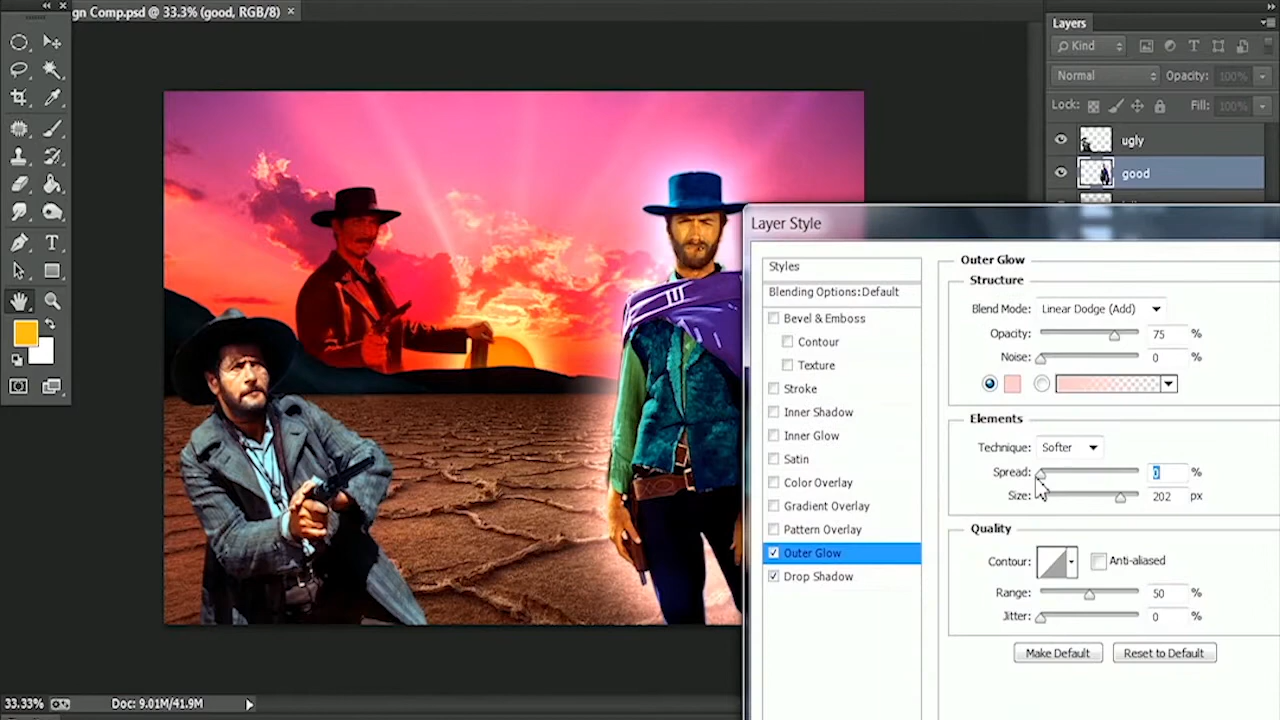 gn Comp.psd @ 33.3% (good, RGB/8) ×
Layers
Kind
Normal Opacity: 100%
Lock: Fill: 100%
ugly
good
Layer Style
Styles
Blending Options:Default
Bevel & Emboss
Contour
Texture
Stroke
Inner Shadow
Inner Glow
Satin
Color Overlay
Gradient Overlay
Pattern Overlay
Outer Glow
Drop Shadow
Outer Glow
Structure
Blend Mode: Linear Dodge (Add)
Opacity: 75 %
Noise: 0 %
Elements
Technique: Softer
Spread: 0 %
Size: 202 px
Quality
Contour: Anti-aliased
Range: 50 %
Jitter: 0 %
Make Default Reset to Default
33.33% Doc: 9.01M/41.9M